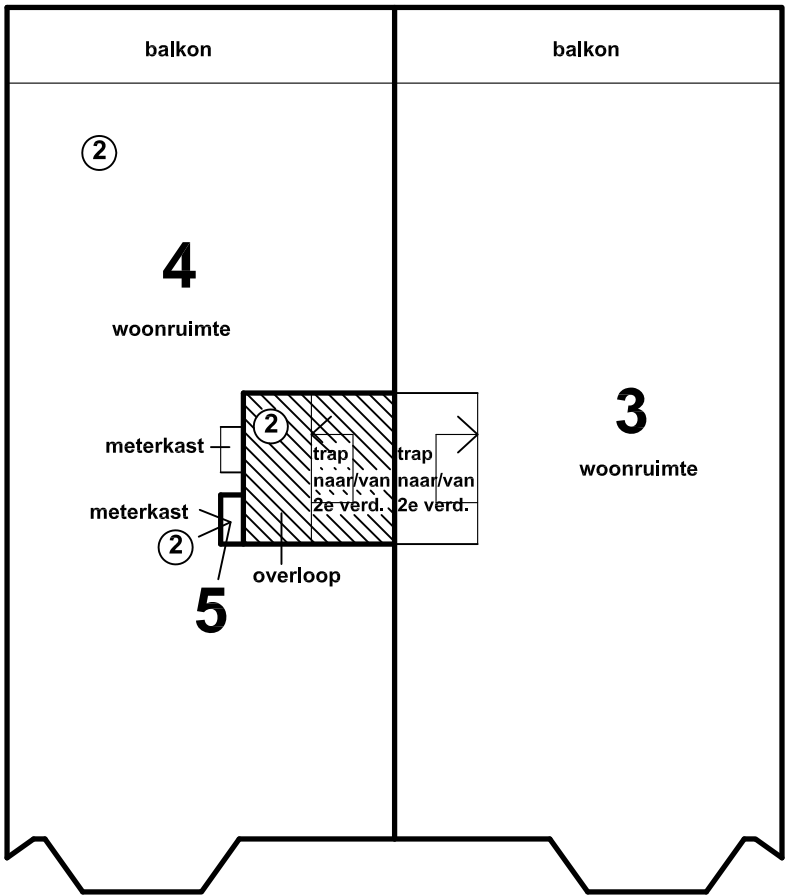 balkon
balkon
2
4
woonruimte
3
woonruimte
2
meterkast
trap
naar/van
2e verd.
trap
naar/van
2e verd.
meterkast
2
overloop
5